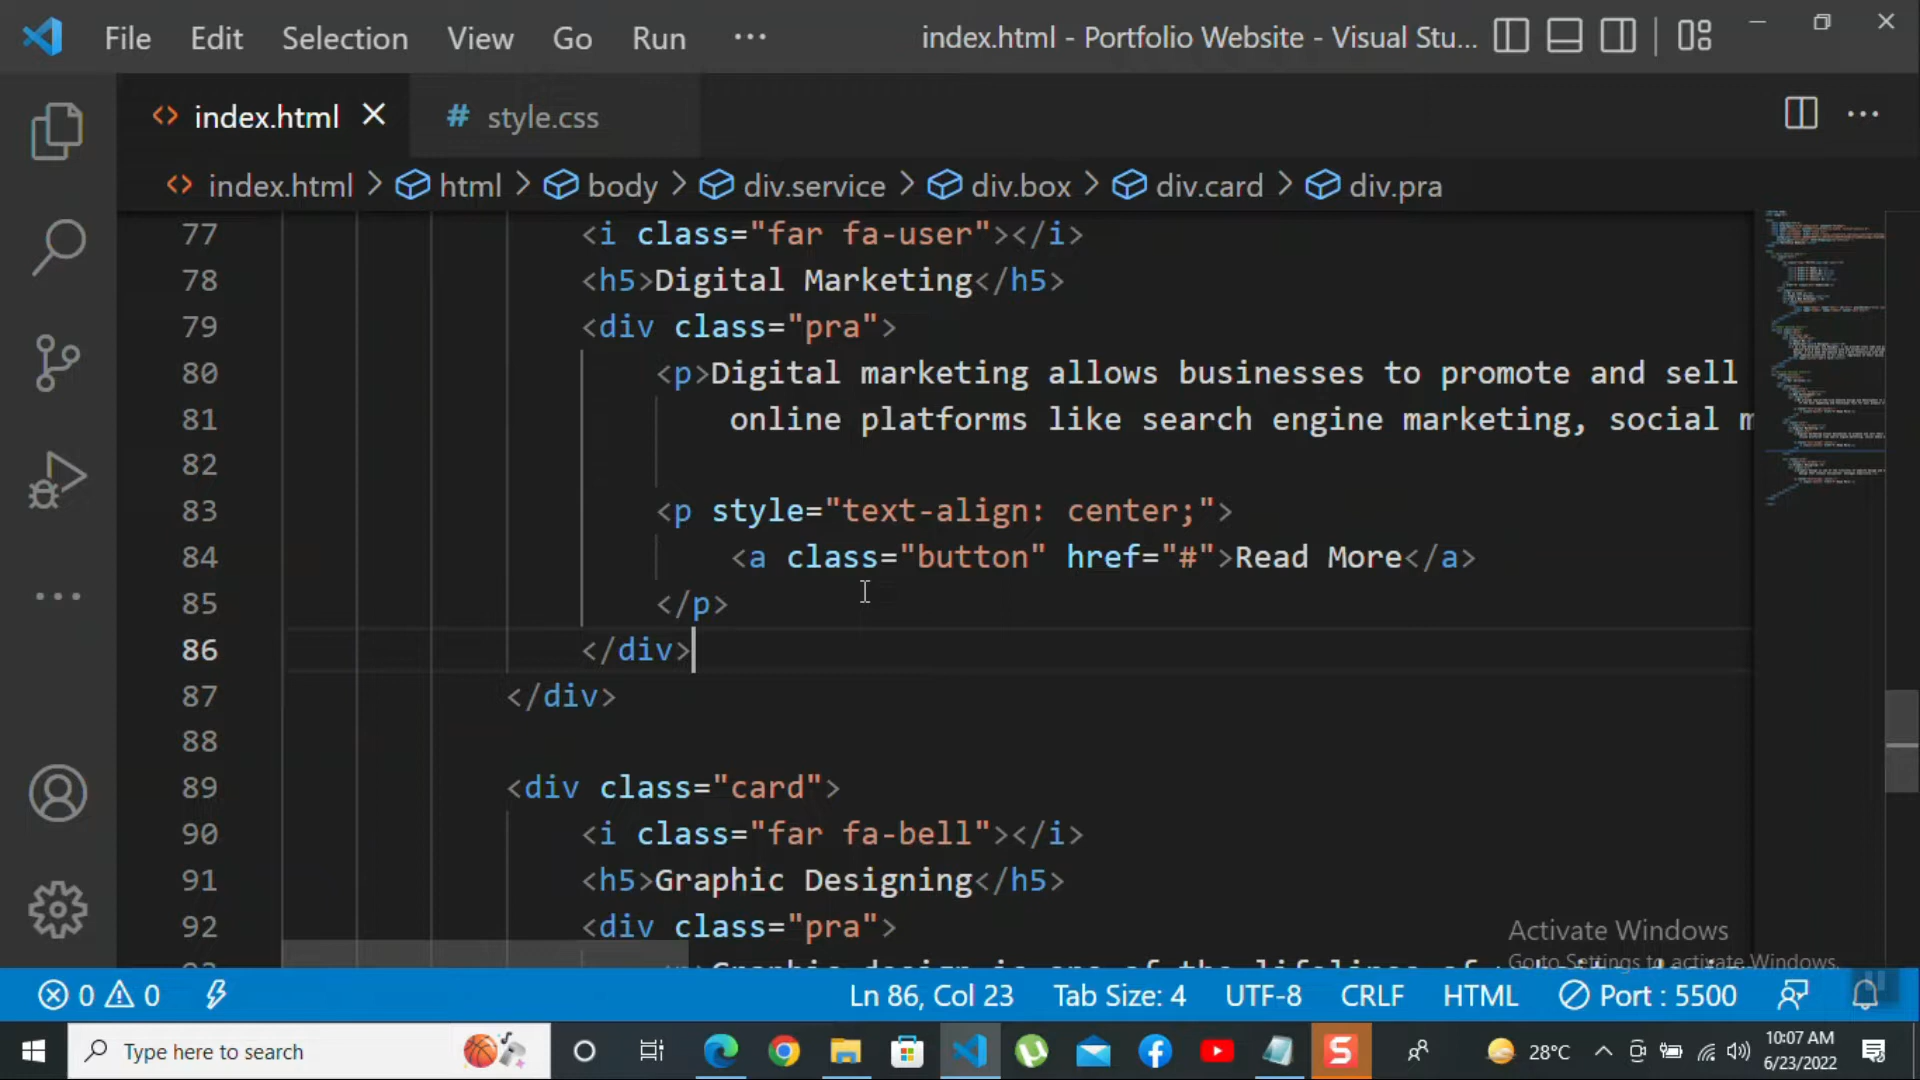 File Edit Selection View Go Run ··· index.html - Portfolio Website - Visual Stu...
index.html # style.css
index.html > html > body > div.service > div.box > div.card > div.pra
77 <i class="far fa-user"></i>
78 <h5>Digital Marketing</h5>
79 <div class="pra">
80 <p>Digital marketing allows businesses to promote and sell
81 online platforms like search engine marketing, social m
82
83 <p style="text-align: center;">
84 <a class="button" href="#">Read More</a>
85 </p>
86 </div>
87 </div>
88
89 <div class="card">
90 <i class="far fa-bell"></i>
91 <h5>Graphic Designing</h5>
92 <div class="pra">
Activate Windows
Go to Settings to activate Windows.
0 0 Ln 86, Col 23 Tab Size: 4 UTF-8 CRLF HTML Port : 5500
Type here to search
28°C
10:07 AM
6/23/2022